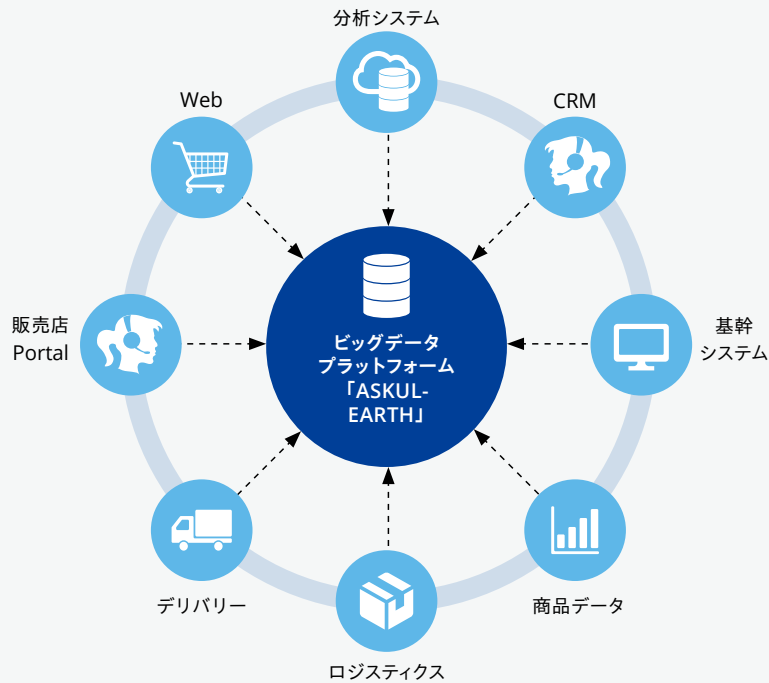 分析システム
Web
CRM
販売店
Portal
ビッグデータ
プラットフォーム
「ASKUL-
EARTH」
基幹
システム
デリバリー
商品データ
ロジスティクス